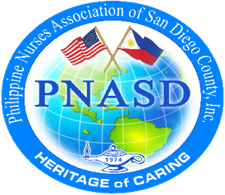 Philippine Nurses Association of San Diego County, Inc.
PNASD
1974
HERITAGE of CARING